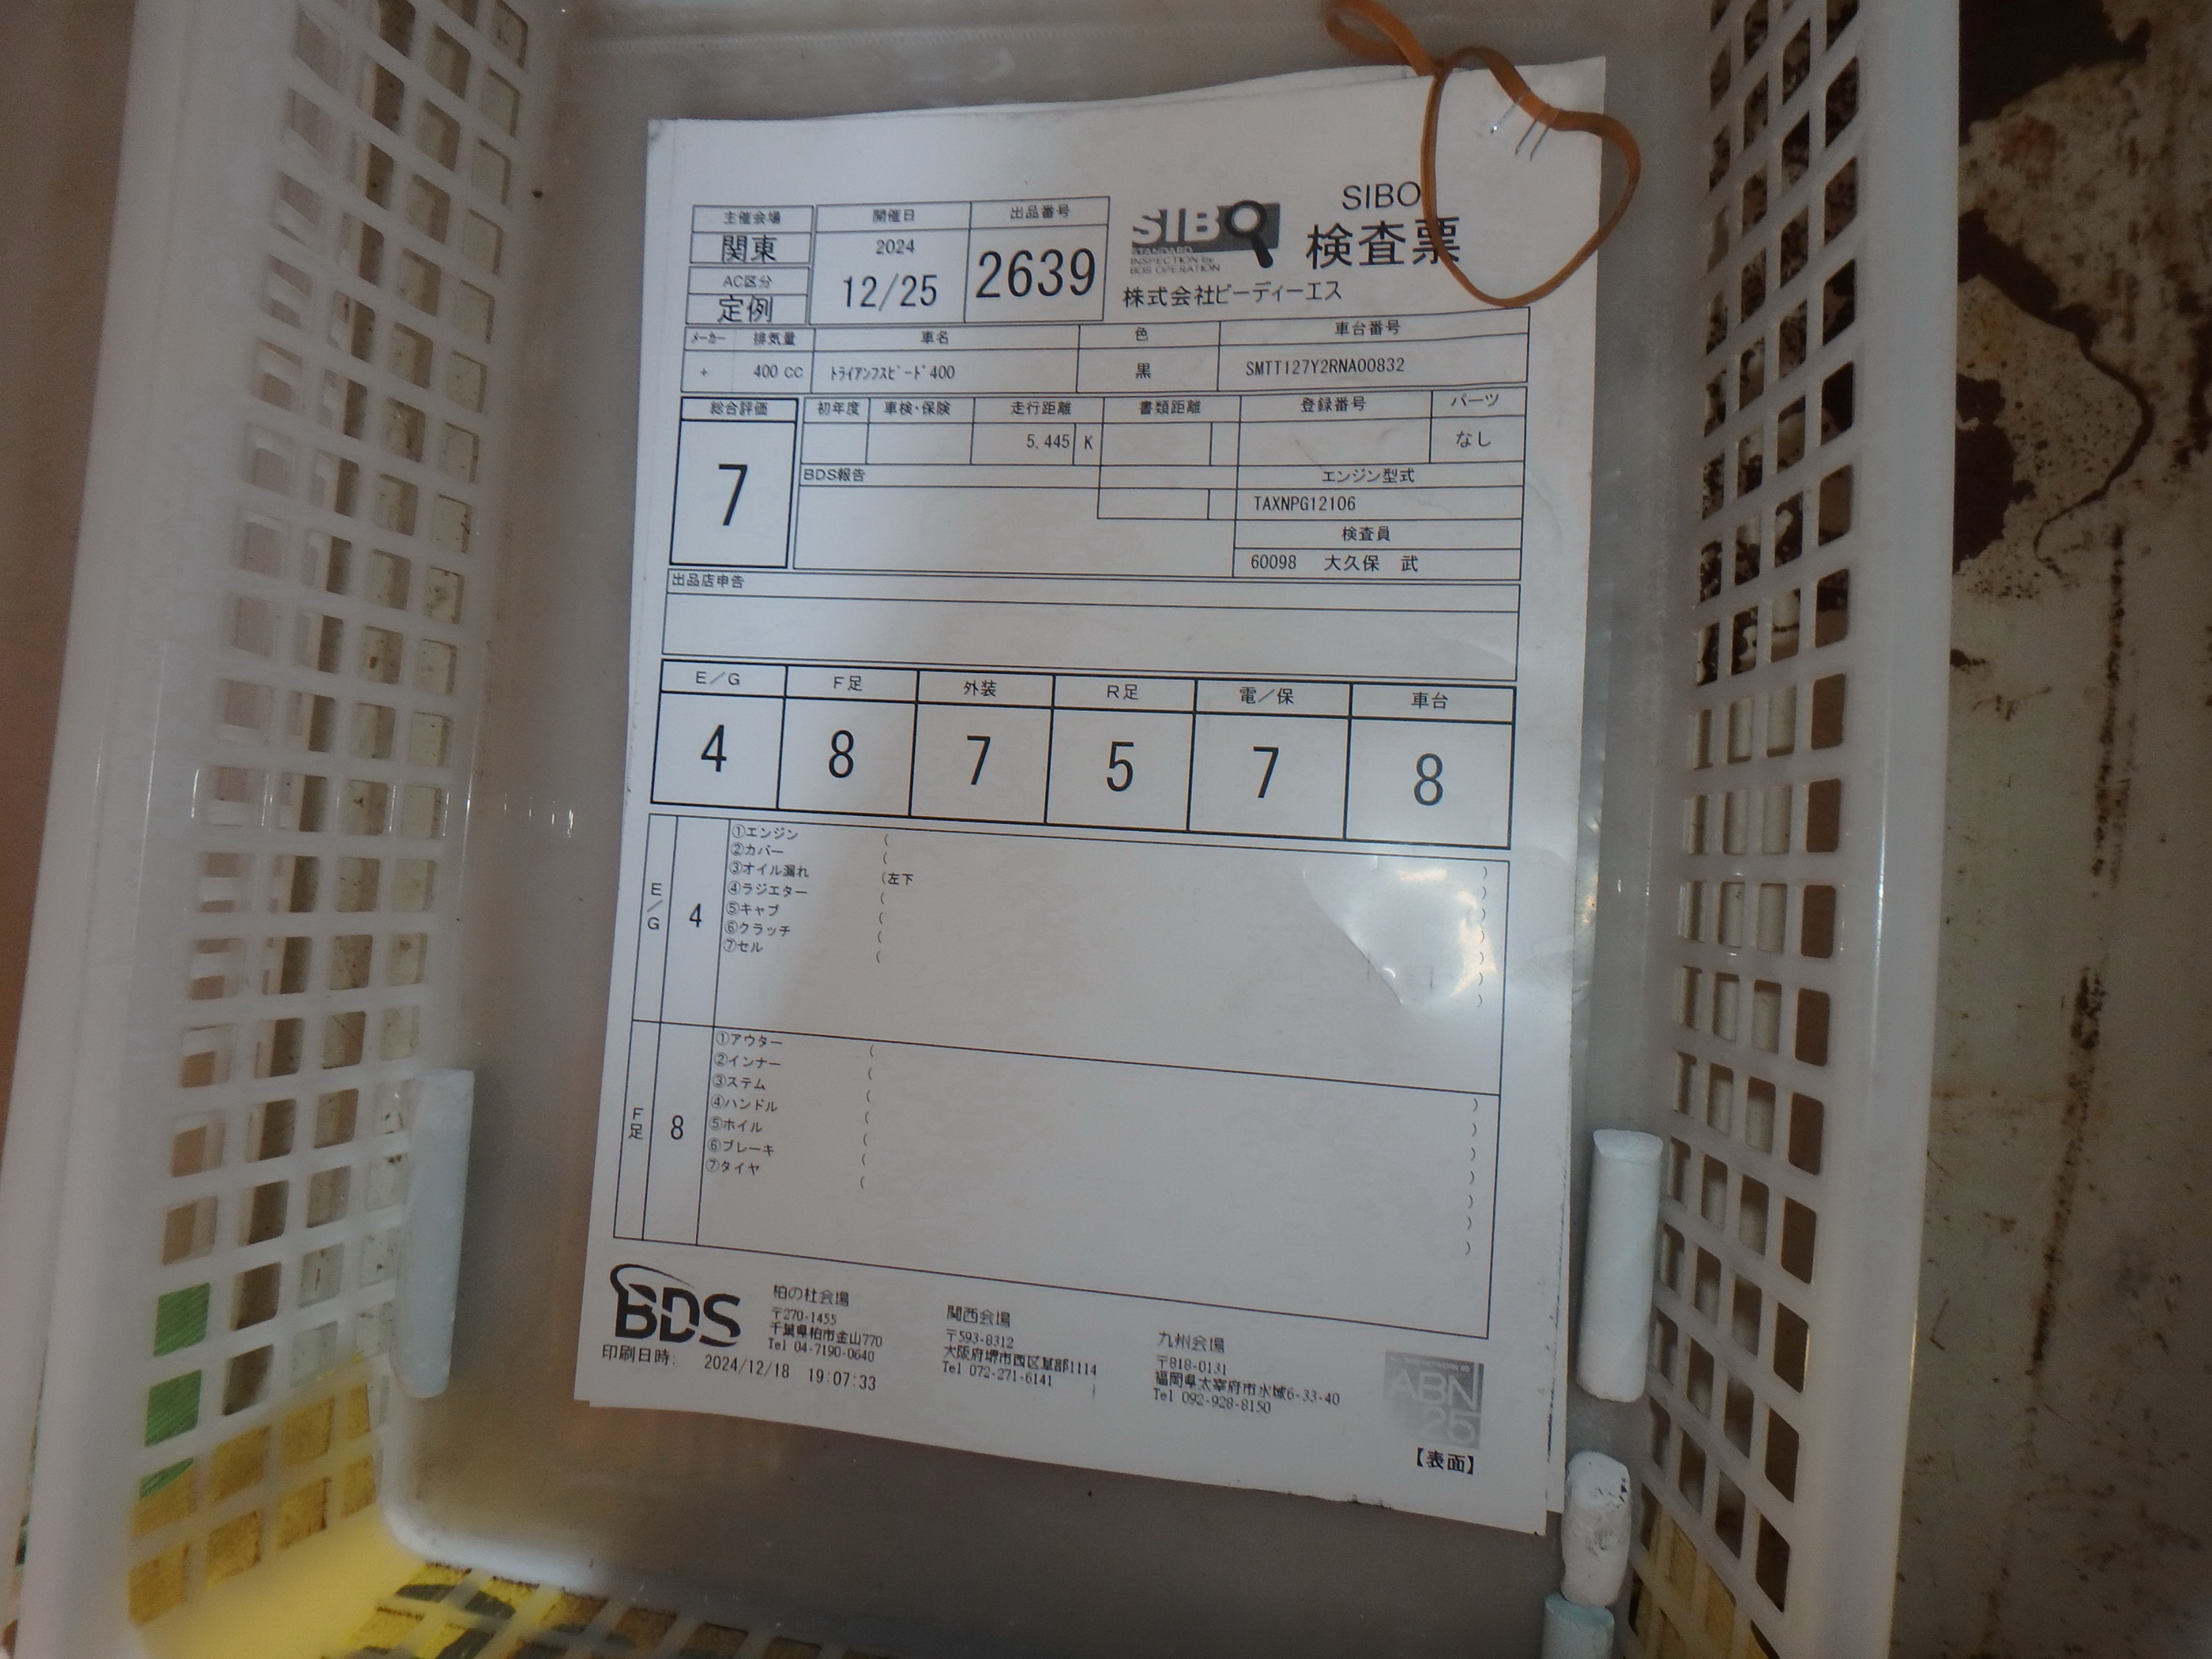 主催会場 開催日 出品番号
関東 2024 12/25 2639
AC区分
定例
SIBO
STANDARD
INSPECTION by
BDS OPERATION
SIBO
検査票
株式会社ビーディーエス
メーカー 排気量 車名 色 車台番号
+ 400 CC ﾄﾗｲｱﾝﾌｽﾋﾟｰﾄﾞ400 黒 SMTT127Y2RNA00832
総合評価 初年度 車検・保険 走行距離 書類距離 登録番号 パーツ
7 5,445 K なし
BDS報告 エンジン型式
TAXNPG12106
検査員
60098 大久保 武
出品店申告
E/G F足 外装 R足 電/保 車台
4 8 7 5 7 8
E/G 4
①エンジン ( )
②カバー ( )
③オイル漏れ (左下 )
④ラジエター ( )
⑤キャブ ( )
⑥クラッチ ( )
⑦セル ( )
F足 8
①アウター ( )
②インナー ( )
③ステム ( )
④ハンドル ( )
⑤ホイル ( )
⑥ブレーキ ( )
⑦タイヤ ( )
BDS
柏の杜会場
〒270-1455
千葉県柏市金山770
Tel 04-7190-0640
関西会場
〒593-8312
大阪府堺市西区草部1114
Tel 072-271-6141
九州会場
〒818-0131
福岡県太宰府市水城6-33-40
Tel 092-928-8150
印刷日時: 2024/12/18 19:07:33
ABN
25
【表面】